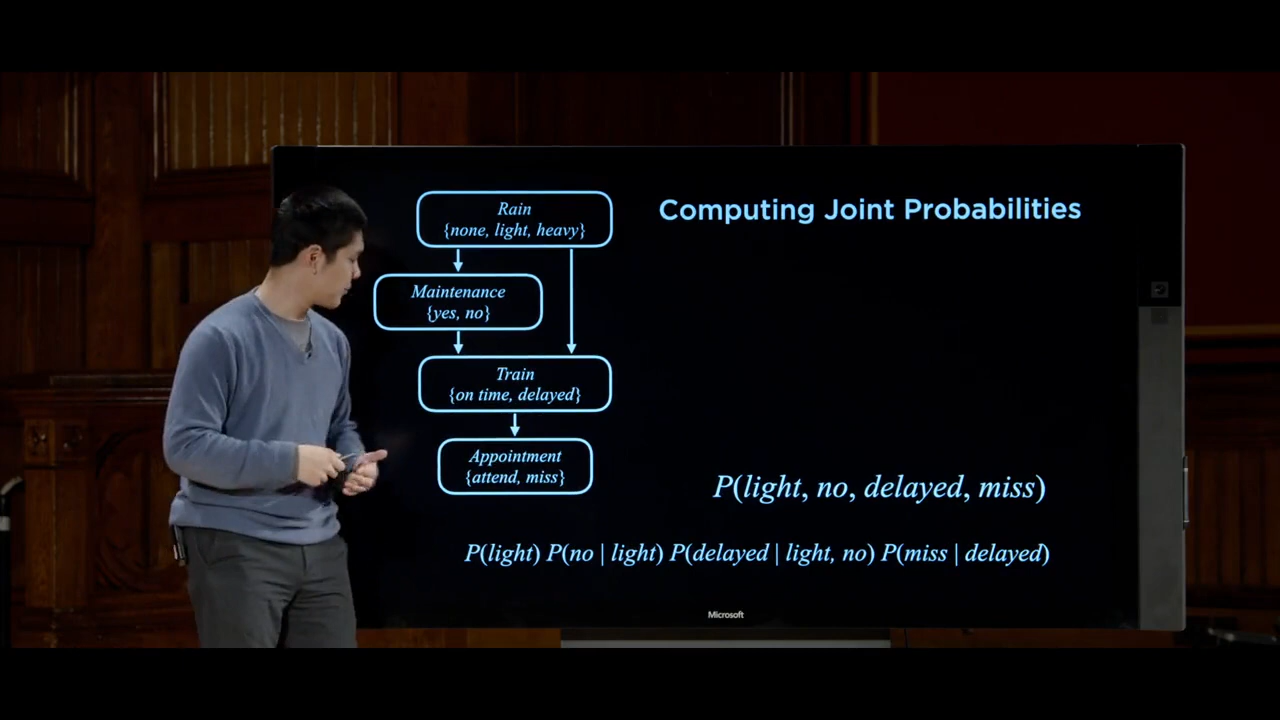 Computing Joint Probabilities
Rain
{none, light, heavy}
Maintenance
{yes, no}
Train
{on time, delayed}
Appointment
{attend, miss}
P(light, no, delayed, miss)
P(light) P(no | light) P(delayed | light, no) P(miss | delayed)
Microsoft